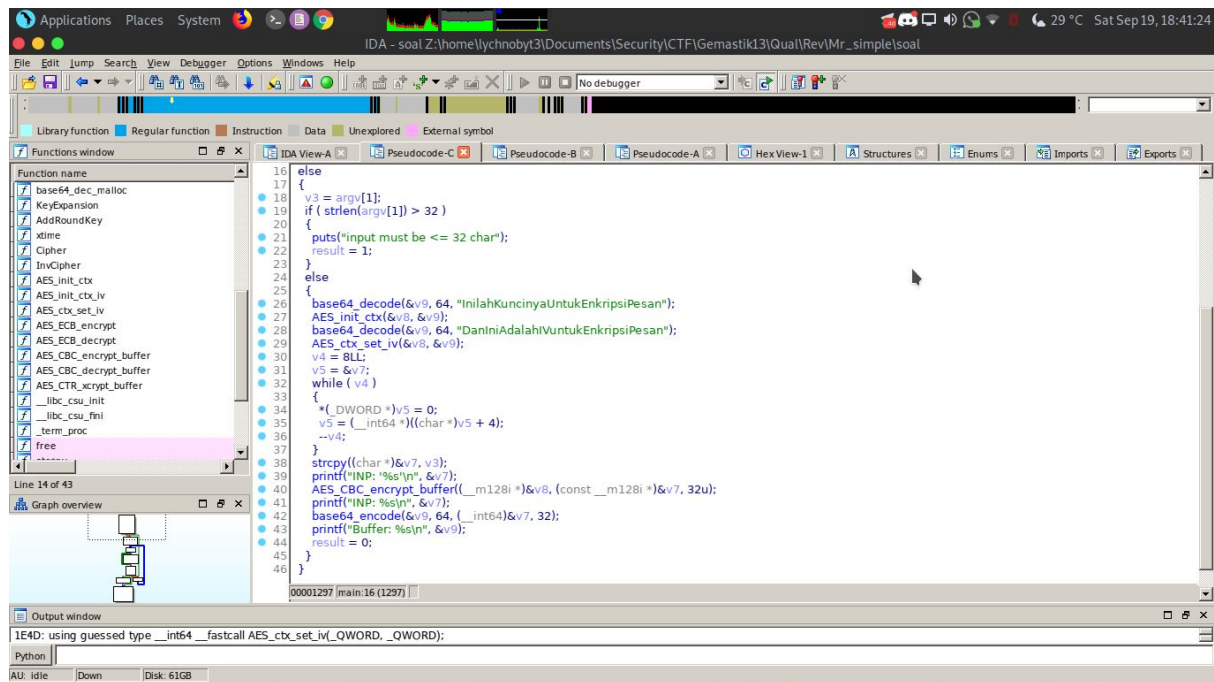 Applications Places System 29 °C Sat Sep 19, 18:41:24
IDA - soal Z:\home\lychnobyt3\Documents\Security\CTF\Gemastik13\Qual\Rev\Mr_simple\soal
File Edit Jump Search View Debugger Options Windows Help
No debugger
Library function Regular function Instruction Data Unexplored External symbol
Functions window
IDA View-A Pseudocode-C Pseudocode-B Pseudocode-A Hex View-1 Structures Enums Imports Exports
Function name
base64_dec_malloc
KeyExpansion
AddRoundKey
xtime
Cipher
InvCipher
AES_init_ctx
AES_init_ctx_iv
AES_ctx_set_iv
AES_ECB_encrypt
AES_ECB_decrypt
AES_CBC_encrypt_buffer
AES_CBC_decrypt_buffer
AES_CTR_xcrypt_buffer
__libc_csu_init
__libc_csu_fini
_term_proc
free
Line 14 of 43
Graph overview
16 else
17 {
18 v3 = argv[1];
19 if ( strlen(argv[1]) > 32 )
20 {
21 puts("input must be <= 32 char");
22 result = 1;
23 }
24 else
25 {
26 base64_decode(&v9, 64, "InilahKuncinyaUntukEnkripsiPesan");
27 AES_init_ctx(&v8, &v9);
28 base64_decode(&v9, 64, "DanIniAdalahIVuntukEnkripsiPesan");
29 AES_ctx_set_iv(&v8, &v9);
30 v4 = 8LL;
31 v5 = &v7;
32 while ( v4 )
33 {
34 *(_DWORD *)v5 = 0;
35 v5 = (__int64 *)((char *)v5 + 4);
36 --v4;
37 }
38 strcpy((char *)&v7, v3);
39 printf("INP: '%s'\n", &v7);
40 AES_CBC_encrypt_buffer((__m128i *)&v8, (const __m128i *)&v7, 32u);
41 printf("INP: %s\n", &v7);
42 base64_encode(&v9, 64, (__int64)&v7, 32);
43 printf("Buffer: %s\n", &v9);
44 result = 0;
45 }
46 }
00001297 main:16 (1297)
Output window
1E4D: using guessed type __int64 __fastcall AES_ctx_set_iv(_QWORD, _QWORD);
Python
AU: idle Down Disk: 61GB